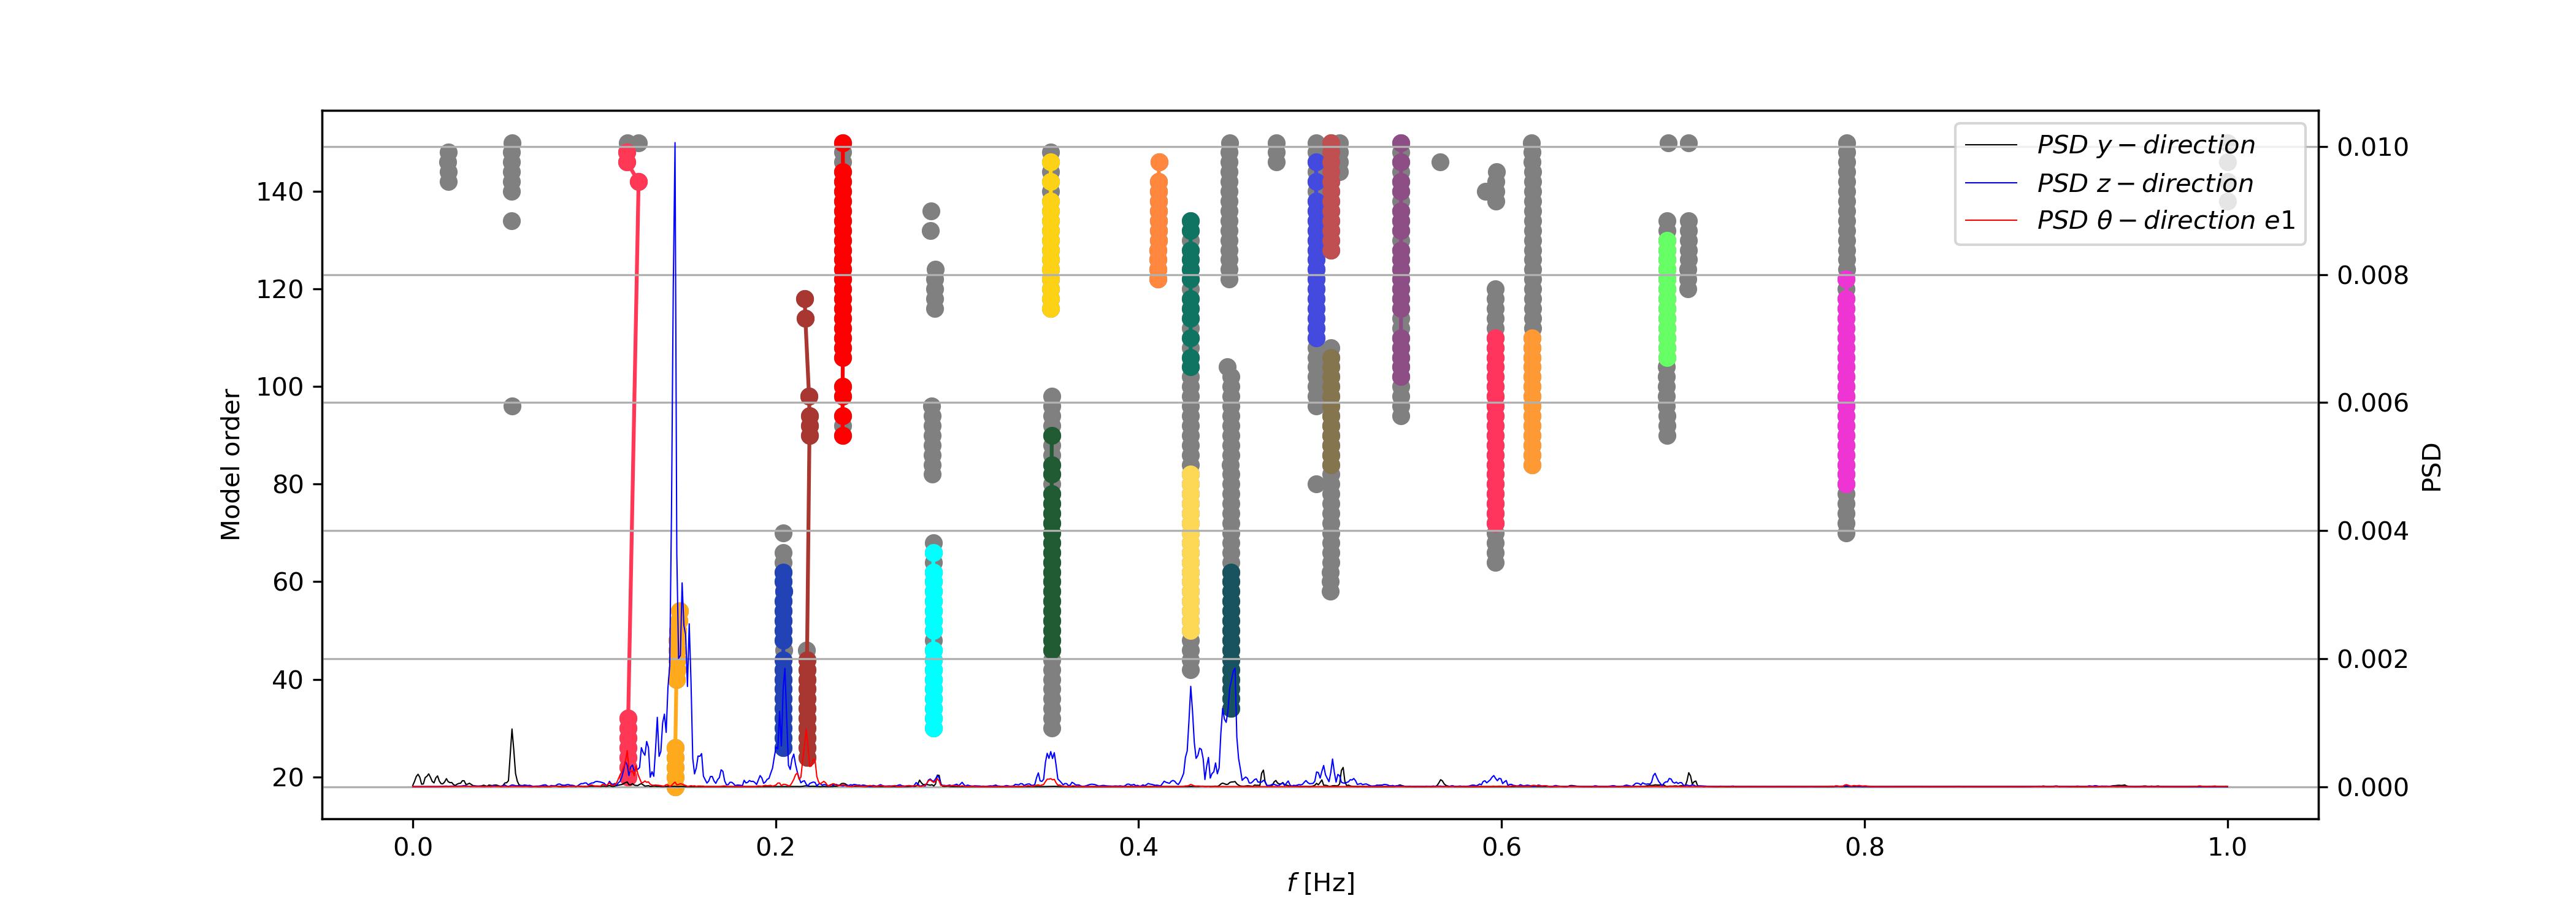 PSD y − direction
PSD z − direction
PSD θ − direction e1
140
120
100
80
60
40
20
Model order
0.010
0.008
0.006
0.004
0.002
0.000
PSD
0.0 0.2 0.4 0.6 0.8 1.0
f [Hz]